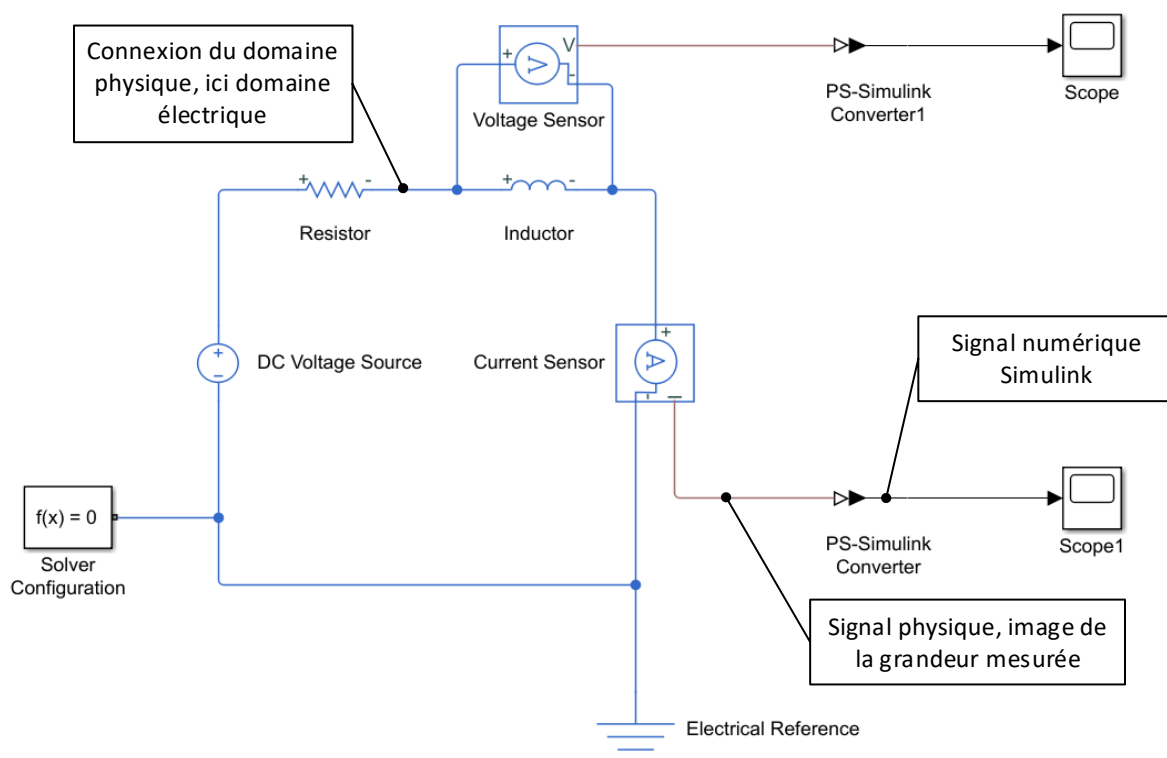 Connexion du domaine
physique, ici domaine
électrique
+
V
-
Voltage Sensor
PS-Simulink
Converter1
Scope
+
-
Resistor
+
-
Inductor
+
-
DC Voltage Source
Current Sensor
+
A
-
I
Signal numérique
Simulink
f(x) = 0
Solver
Configuration
PS-Simulink
Converter
Scope1
Signal physique, image de
la grandeur mesurée
Electrical Reference